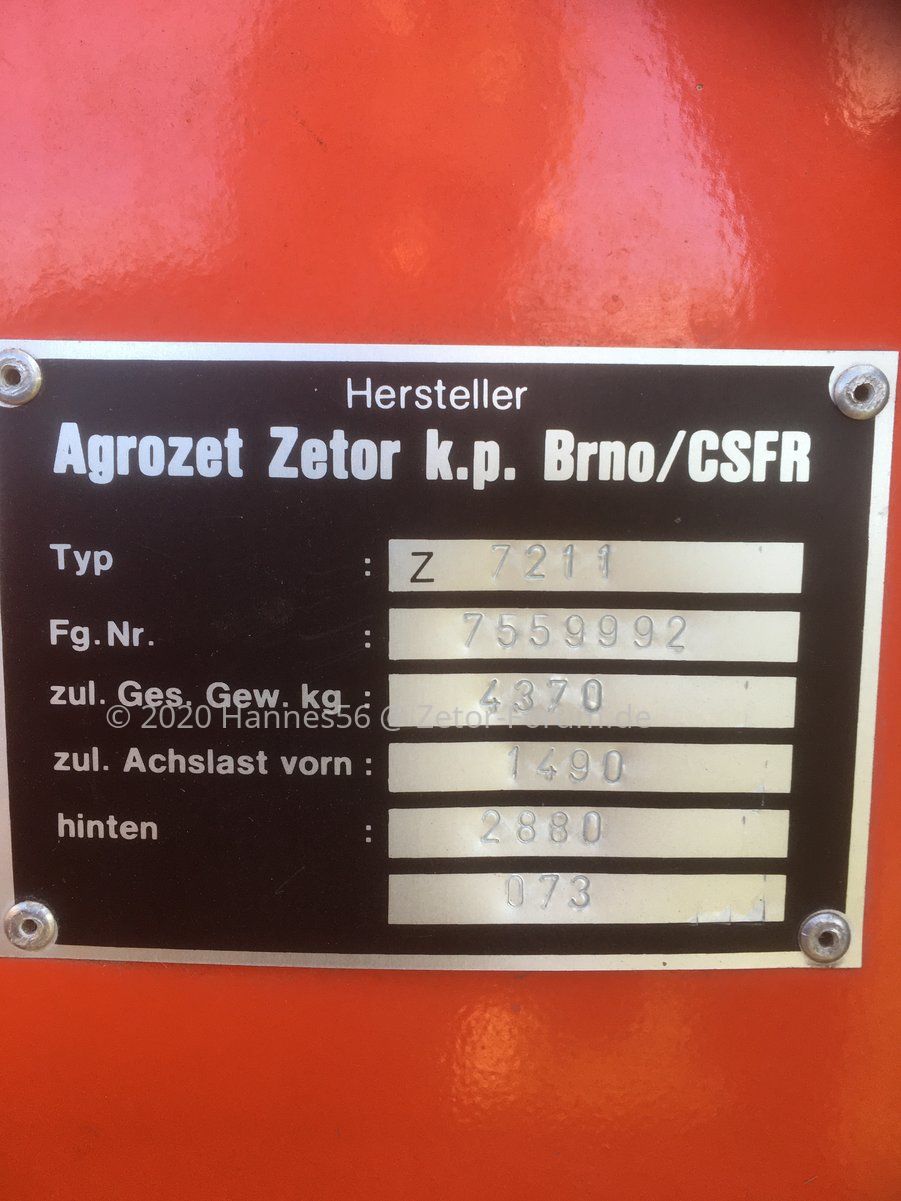 Hersteller
Agrozet Zetor k.p. Brno/CSFR
Typ : Z 7211
Fg.Nr. : 7559992
zul. Ges. Gew. kg : 4370
© 2020 Hannes56 @ Zetor-Forum.de
zul. Achslast vorn : 1490
hinten : 2880
073